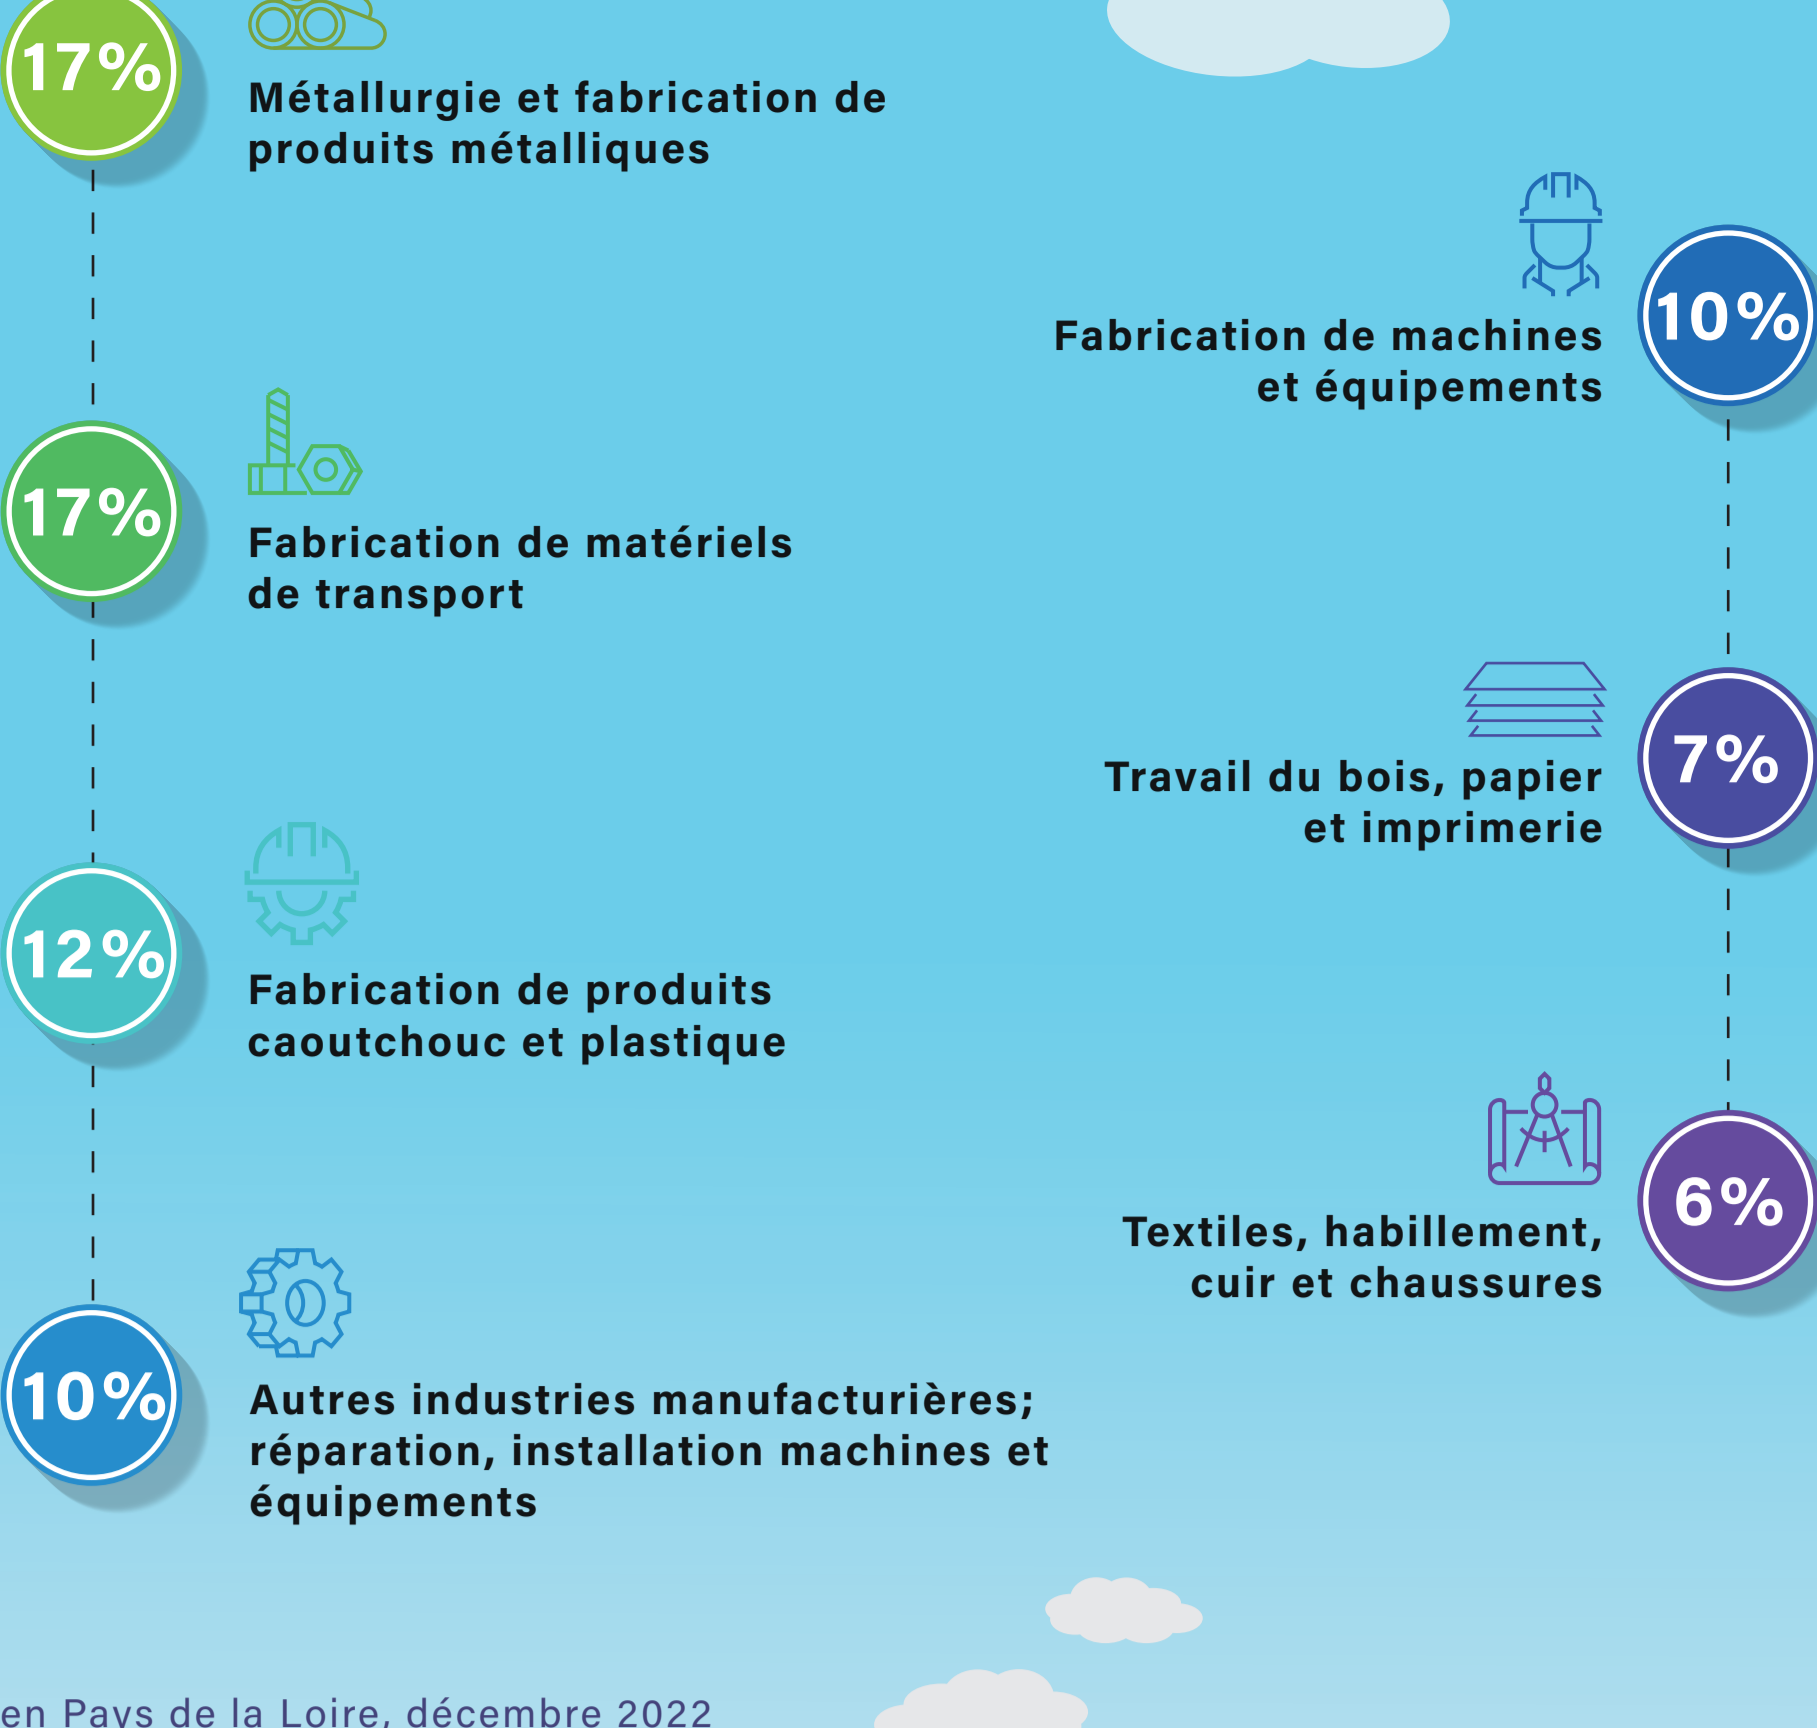 17%
Métallurgie et fabrication de
produits métalliques
17%
Fabrication de matériels
de transport
12%
Fabrication de produits
caoutchouc et plastique
10%
Autres industries manufacturières;
réparation, installation machines et
équipements
10%
Fabrication de machines
et équipements
7%
Travail du bois, papier
et imprimerie
6%
Textiles, habillement,
cuir et chaussures
en Pays de la Loire, décembre 2022